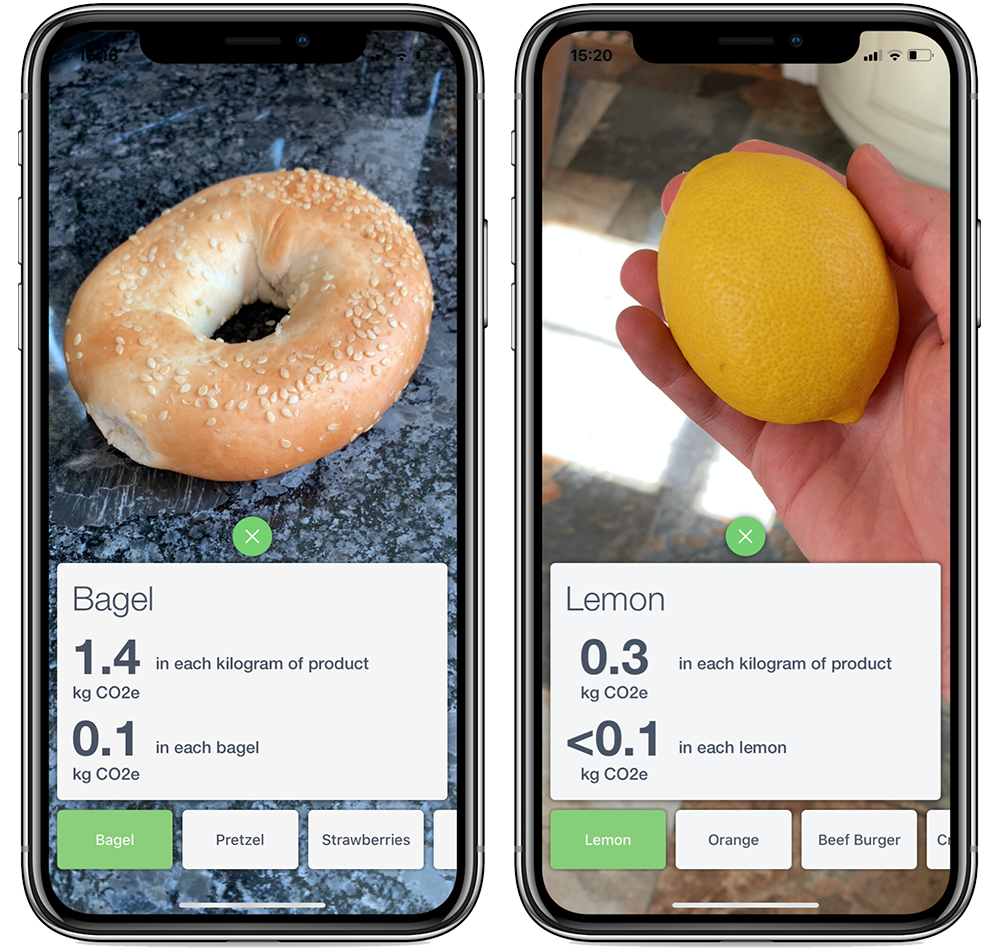 15:16
Bagel
1.4 in each kilogram of product
kg CO2e
0.1 in each bagel
kg CO2e
Bagel Pretzel Strawberries
15:20
Lemon
0.3 in each kilogram of product
kg CO2e
<0.1 in each lemon
kg CO2e
Lemon Orange Beef Burger Cr